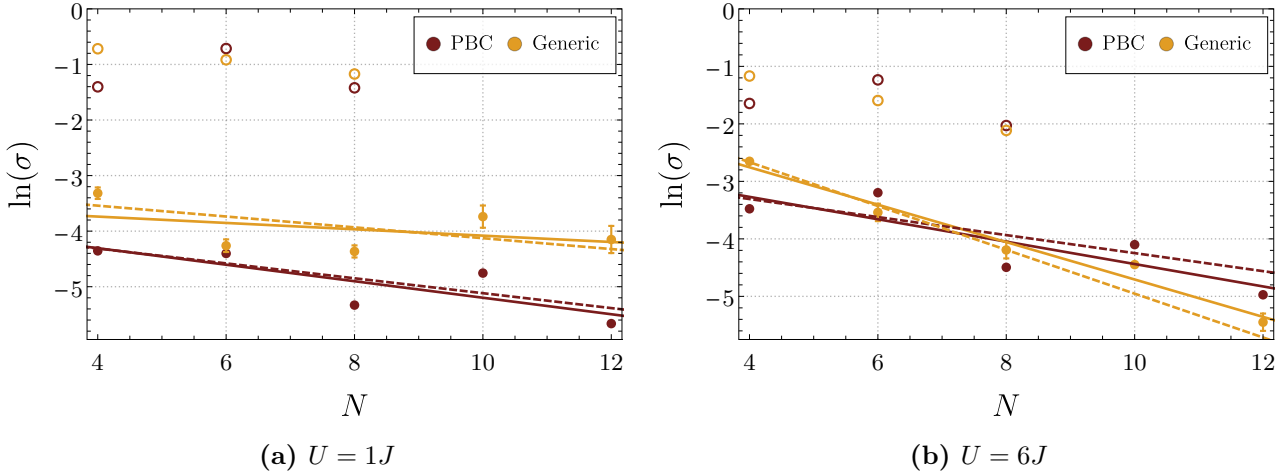 0
−1
−2
−3
−4
−5
ln(σ)
4
6
8
10
12
N
PBC
Generic
(a) U = 1J
0
−1
−2
−3
−4
−5
ln(σ)
4
6
8
10
12
N
PBC
Generic
(b) U = 6J